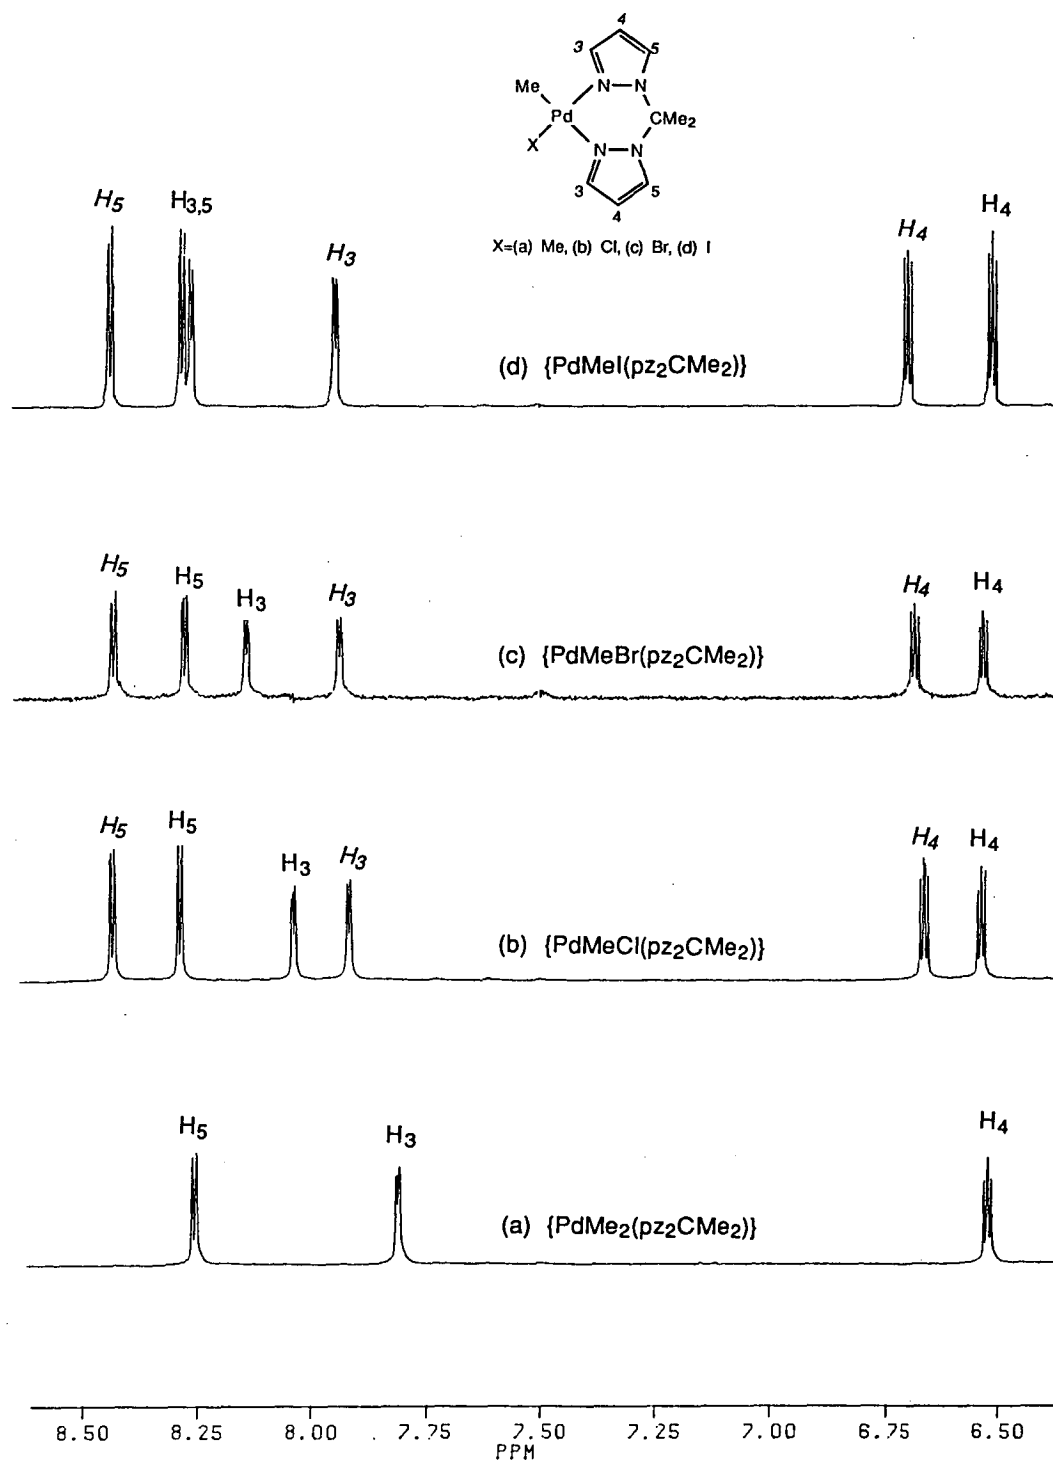 4
3 5
Me N N
Pd CMe2
X N N
3 5
4
X=(a) Me, (b) Cl, (c) Br, (d) I
H5 H3,5 H3 H4 H4
(d) {PdMeI(pz2CMe2)}
H5 H5 H3 H3 H4 H4
(c) {PdMeBr(pz2CMe2)}
H5 H5 H3 H3 H4 H4
(b) {PdMeCl(pz2CMe2)}
H5 H3 H4
(a) {PdMe2(pz2CMe2)}
8.50 8.25 8.00 7.75 7.50 7.25 7.00 6.75 6.50
PPM